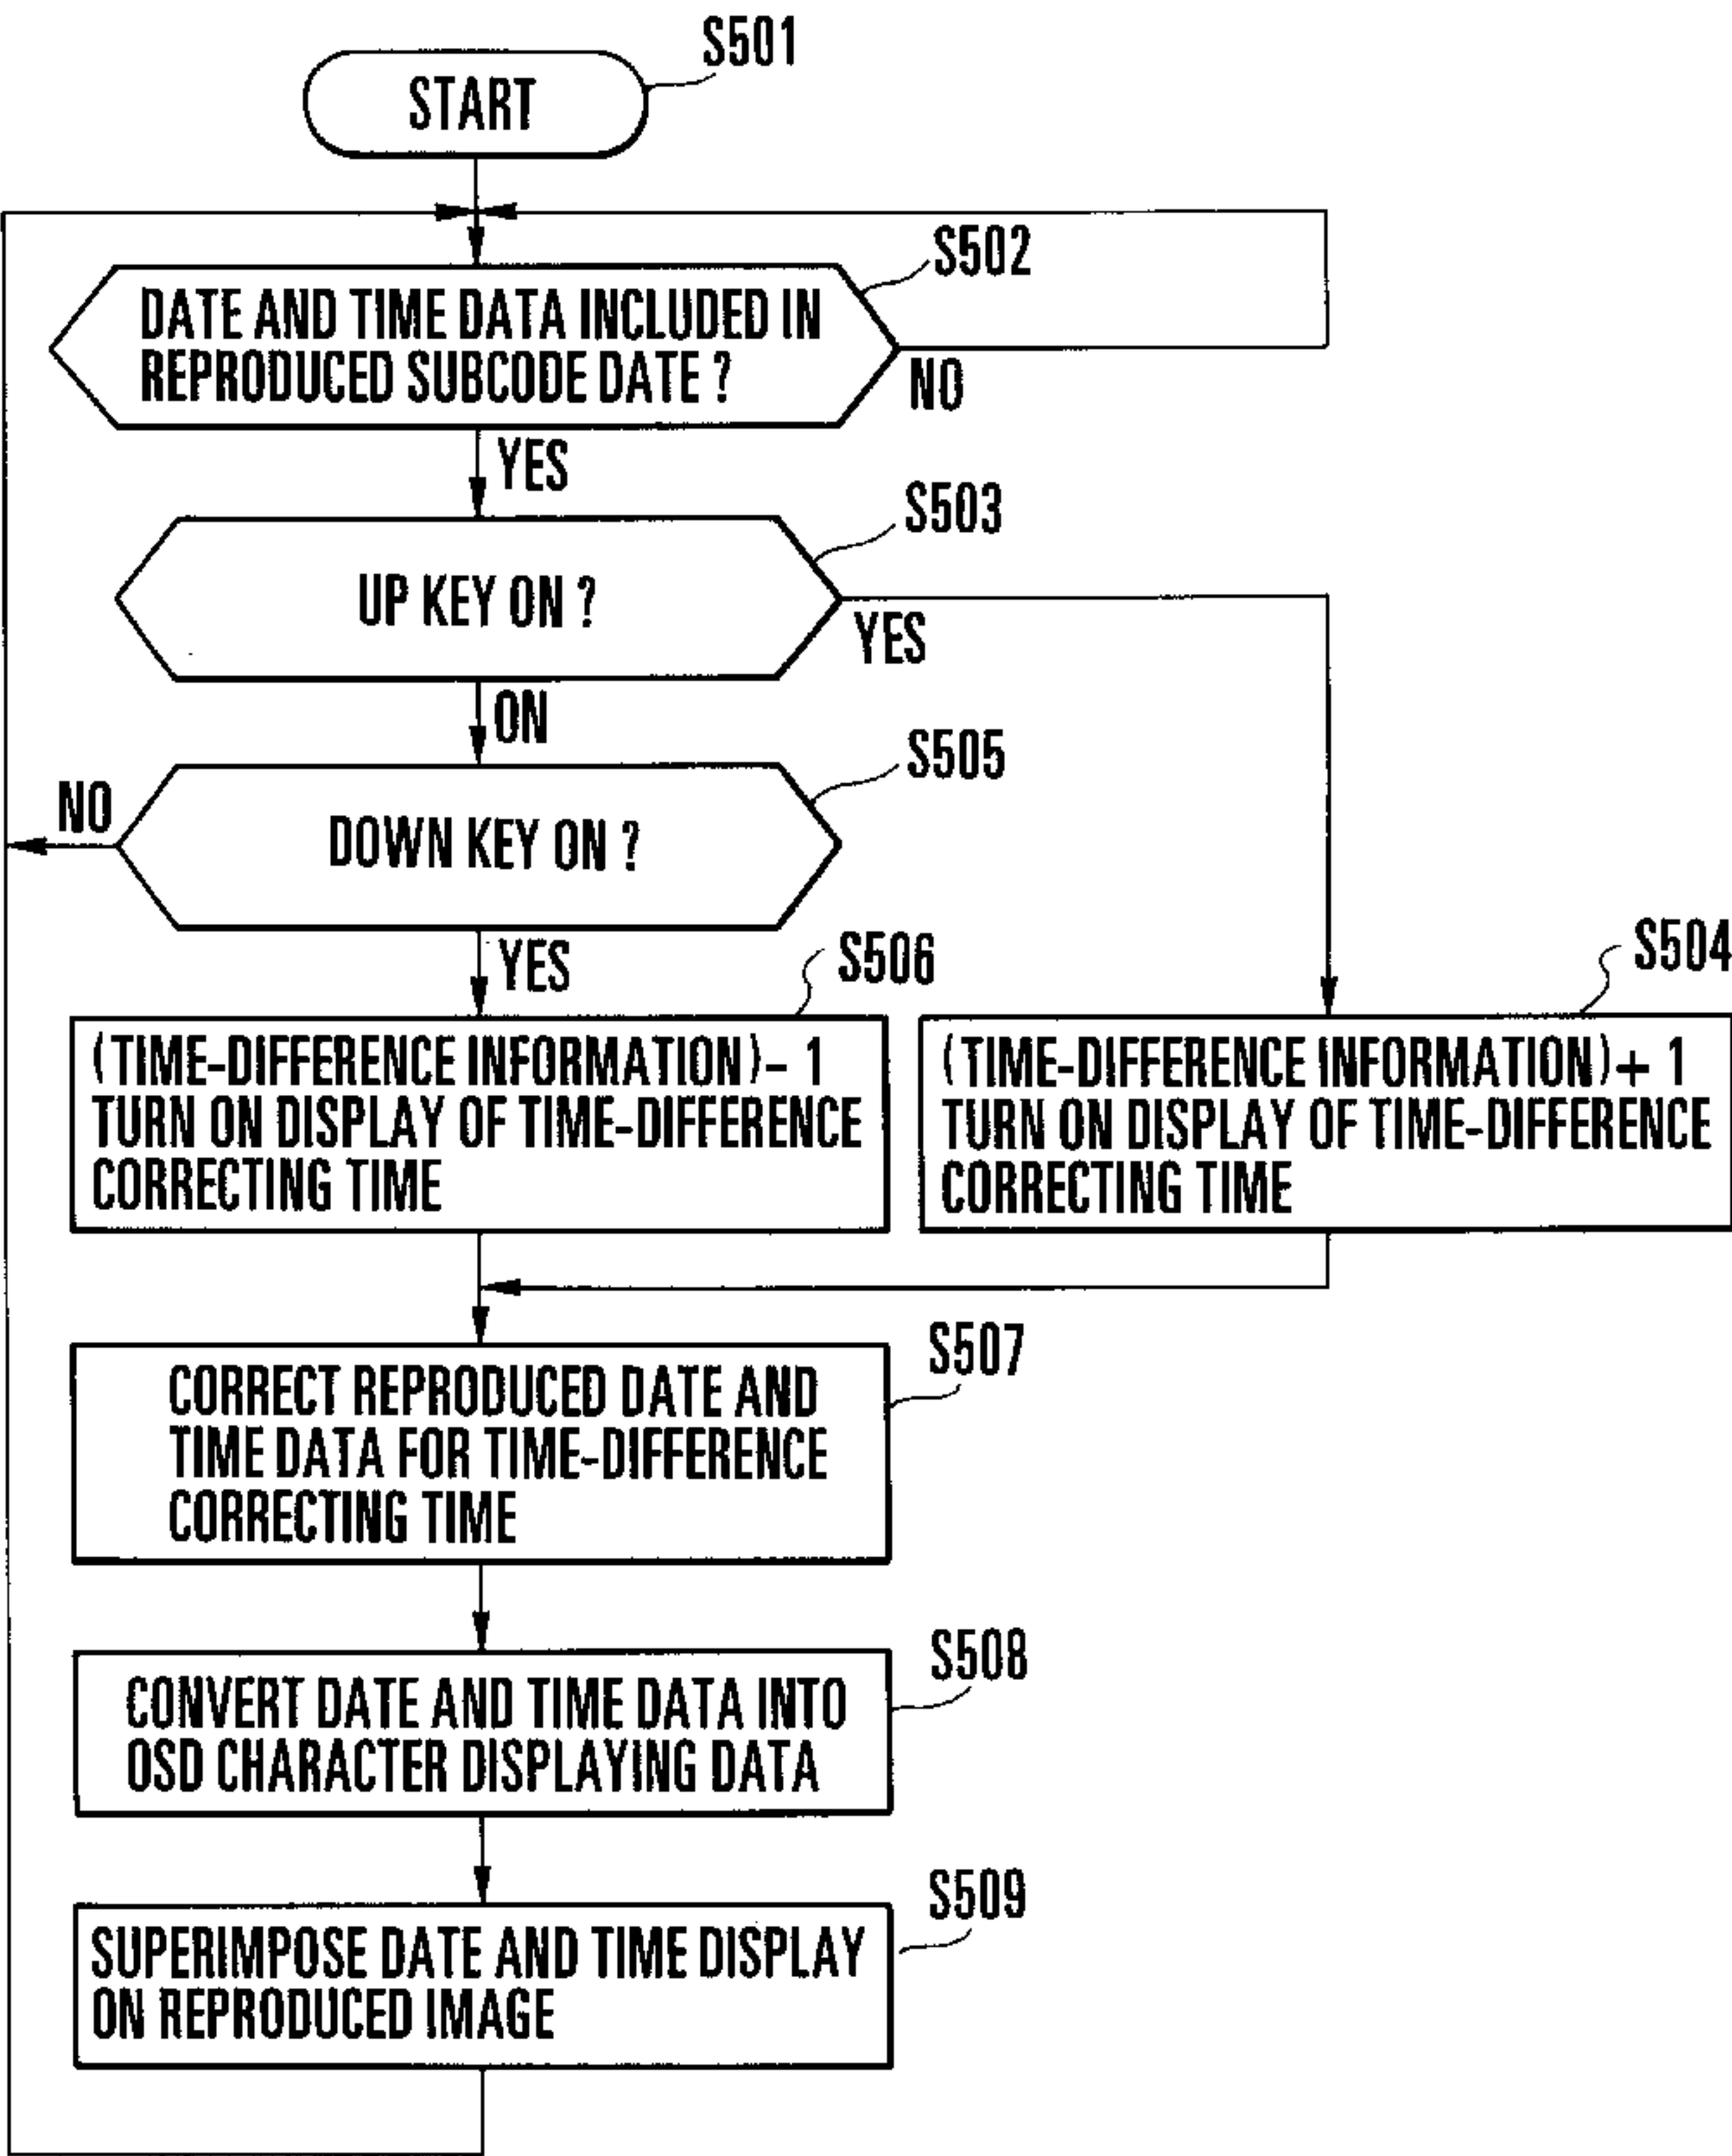 S501
START
S502
DATE AND TIME DATA INCLUDED IN
REPRODUCED SUBCODE DATE ?
NO
YES
S503
UP KEY ON ?
YES
ON
S505
NO
DOWN KEY ON ?
YES
S506
S504
(TIME-DIFFERENCE INFORMATION)- 1
TURN ON DISPLAY OF TIME-DIFFERENCE
CORRECTING TIME
(TIME-DIFFERENCE INFORMATION)+ 1
TURN ON DISPLAY OF TIME-DIFFERENCE
CORRECTING TIME
S507
CORRECT REPRODUCED DATE AND
TIME DATA FOR TIME-DIFFERENCE
CORRECTING TIME
S508
CONVERT DATE AND TIME DATA INTO
OSD CHARACTER DISPLAYING DATA
S509
SUPERIMPOSE DATE AND TIME DISPLAY
ON REPRODUCED IMAGE